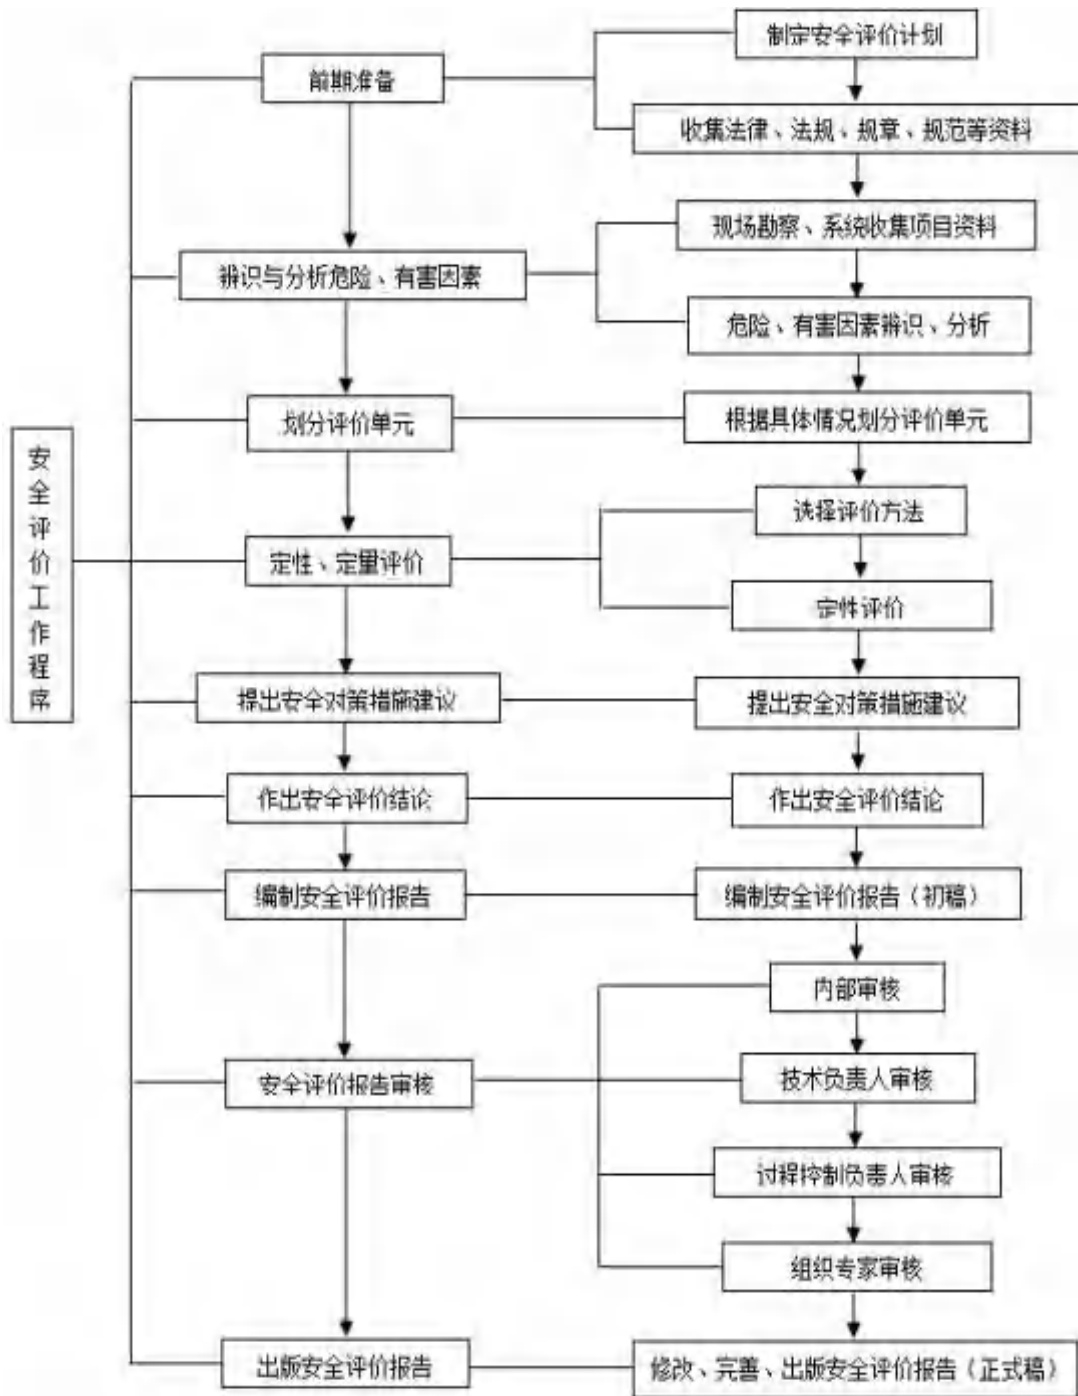 制定安全评价计划
前期准备
收集法律、法规、规章、规范等资料
现场勘察、系统收集项目资料
辨识与分析危险、有害因素
危险、有害因素辨识、分析
划分评价单元
根据具体情况划分评价单元
安全评价工作程序
选择评价方法
定性、定量评价
定性评价
提出安全对策措施建议
提出安全对策措施建议
作出安全评价结论
作出安全评价结论
编制安全评价报告
编制安全评价报告（初稿）
内部审核
安全评价报告审核
技术负责人审核
过程控制负责人审核
组织专家审核
出版安全评价报告
修改、完善、出版安全评价报告（正式稿）